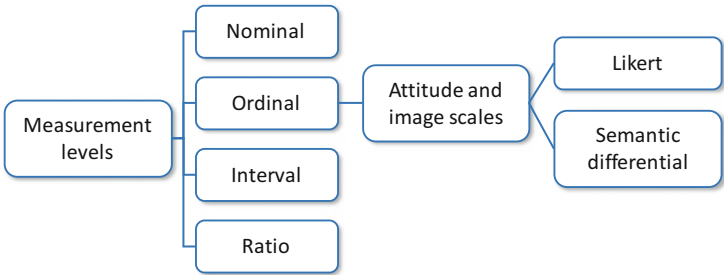 Measurement
levels
Nominal
Ordinal
Interval
Ratio
Attitude and
image scales
Likert
Semantic
differential